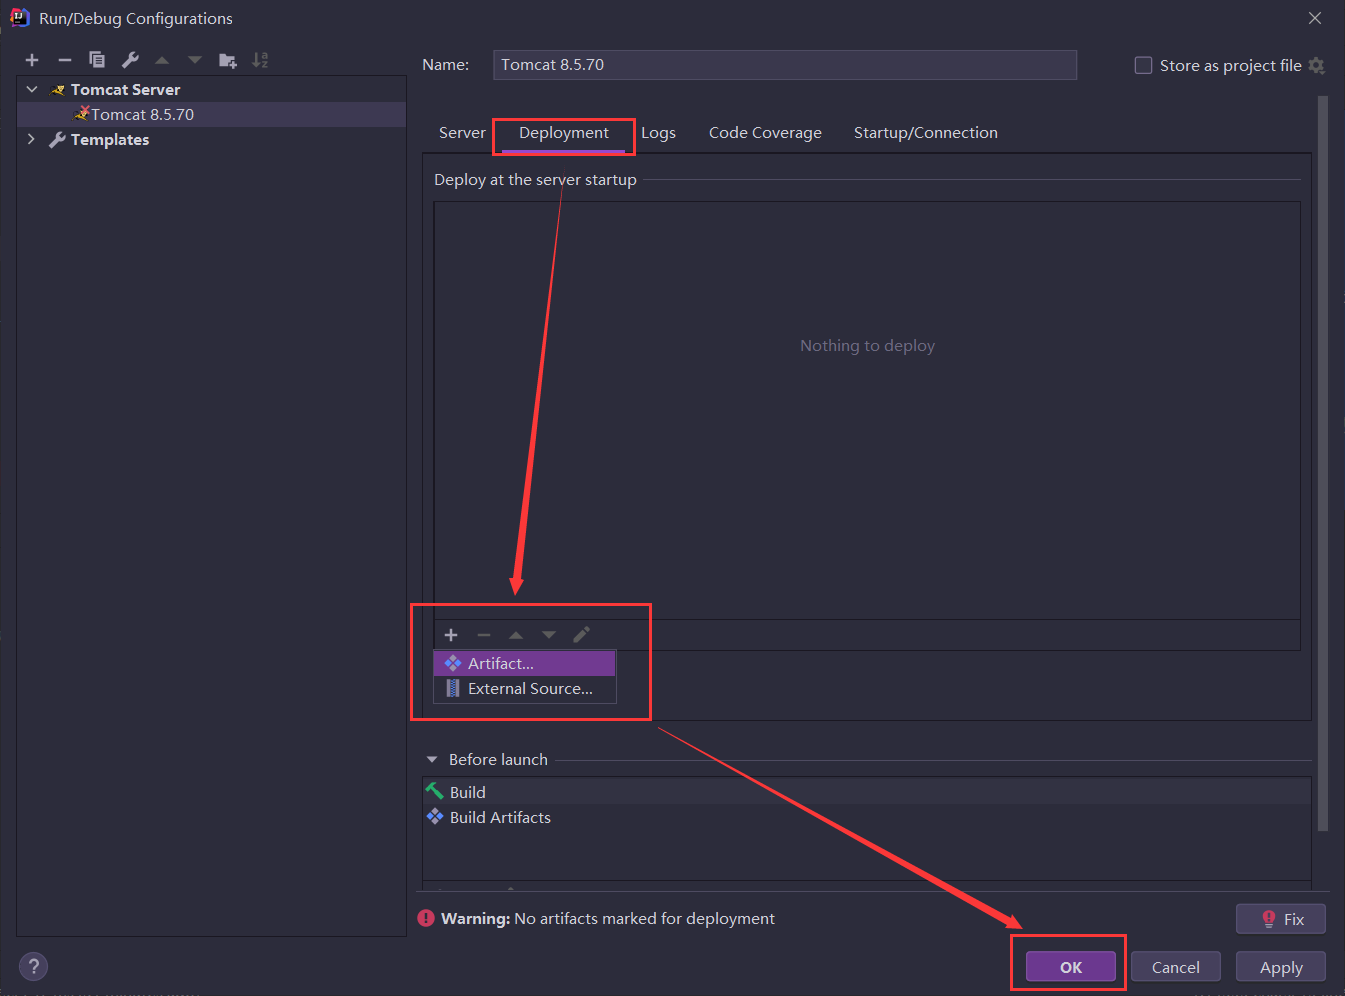 Run/Debug Configurations
Name: Tomcat 8.5.70
Store as project file
Tomcat Server
Tomcat 8.5.70
Templates
Server Deployment Logs Code Coverage Startup/Connection
Deploy at the server startup
Nothing to deploy
Artifact...
External Source...
Before launch
Build
Build Artifacts
Warning: No artifacts marked for deployment
Fix
? OK Cancel Apply